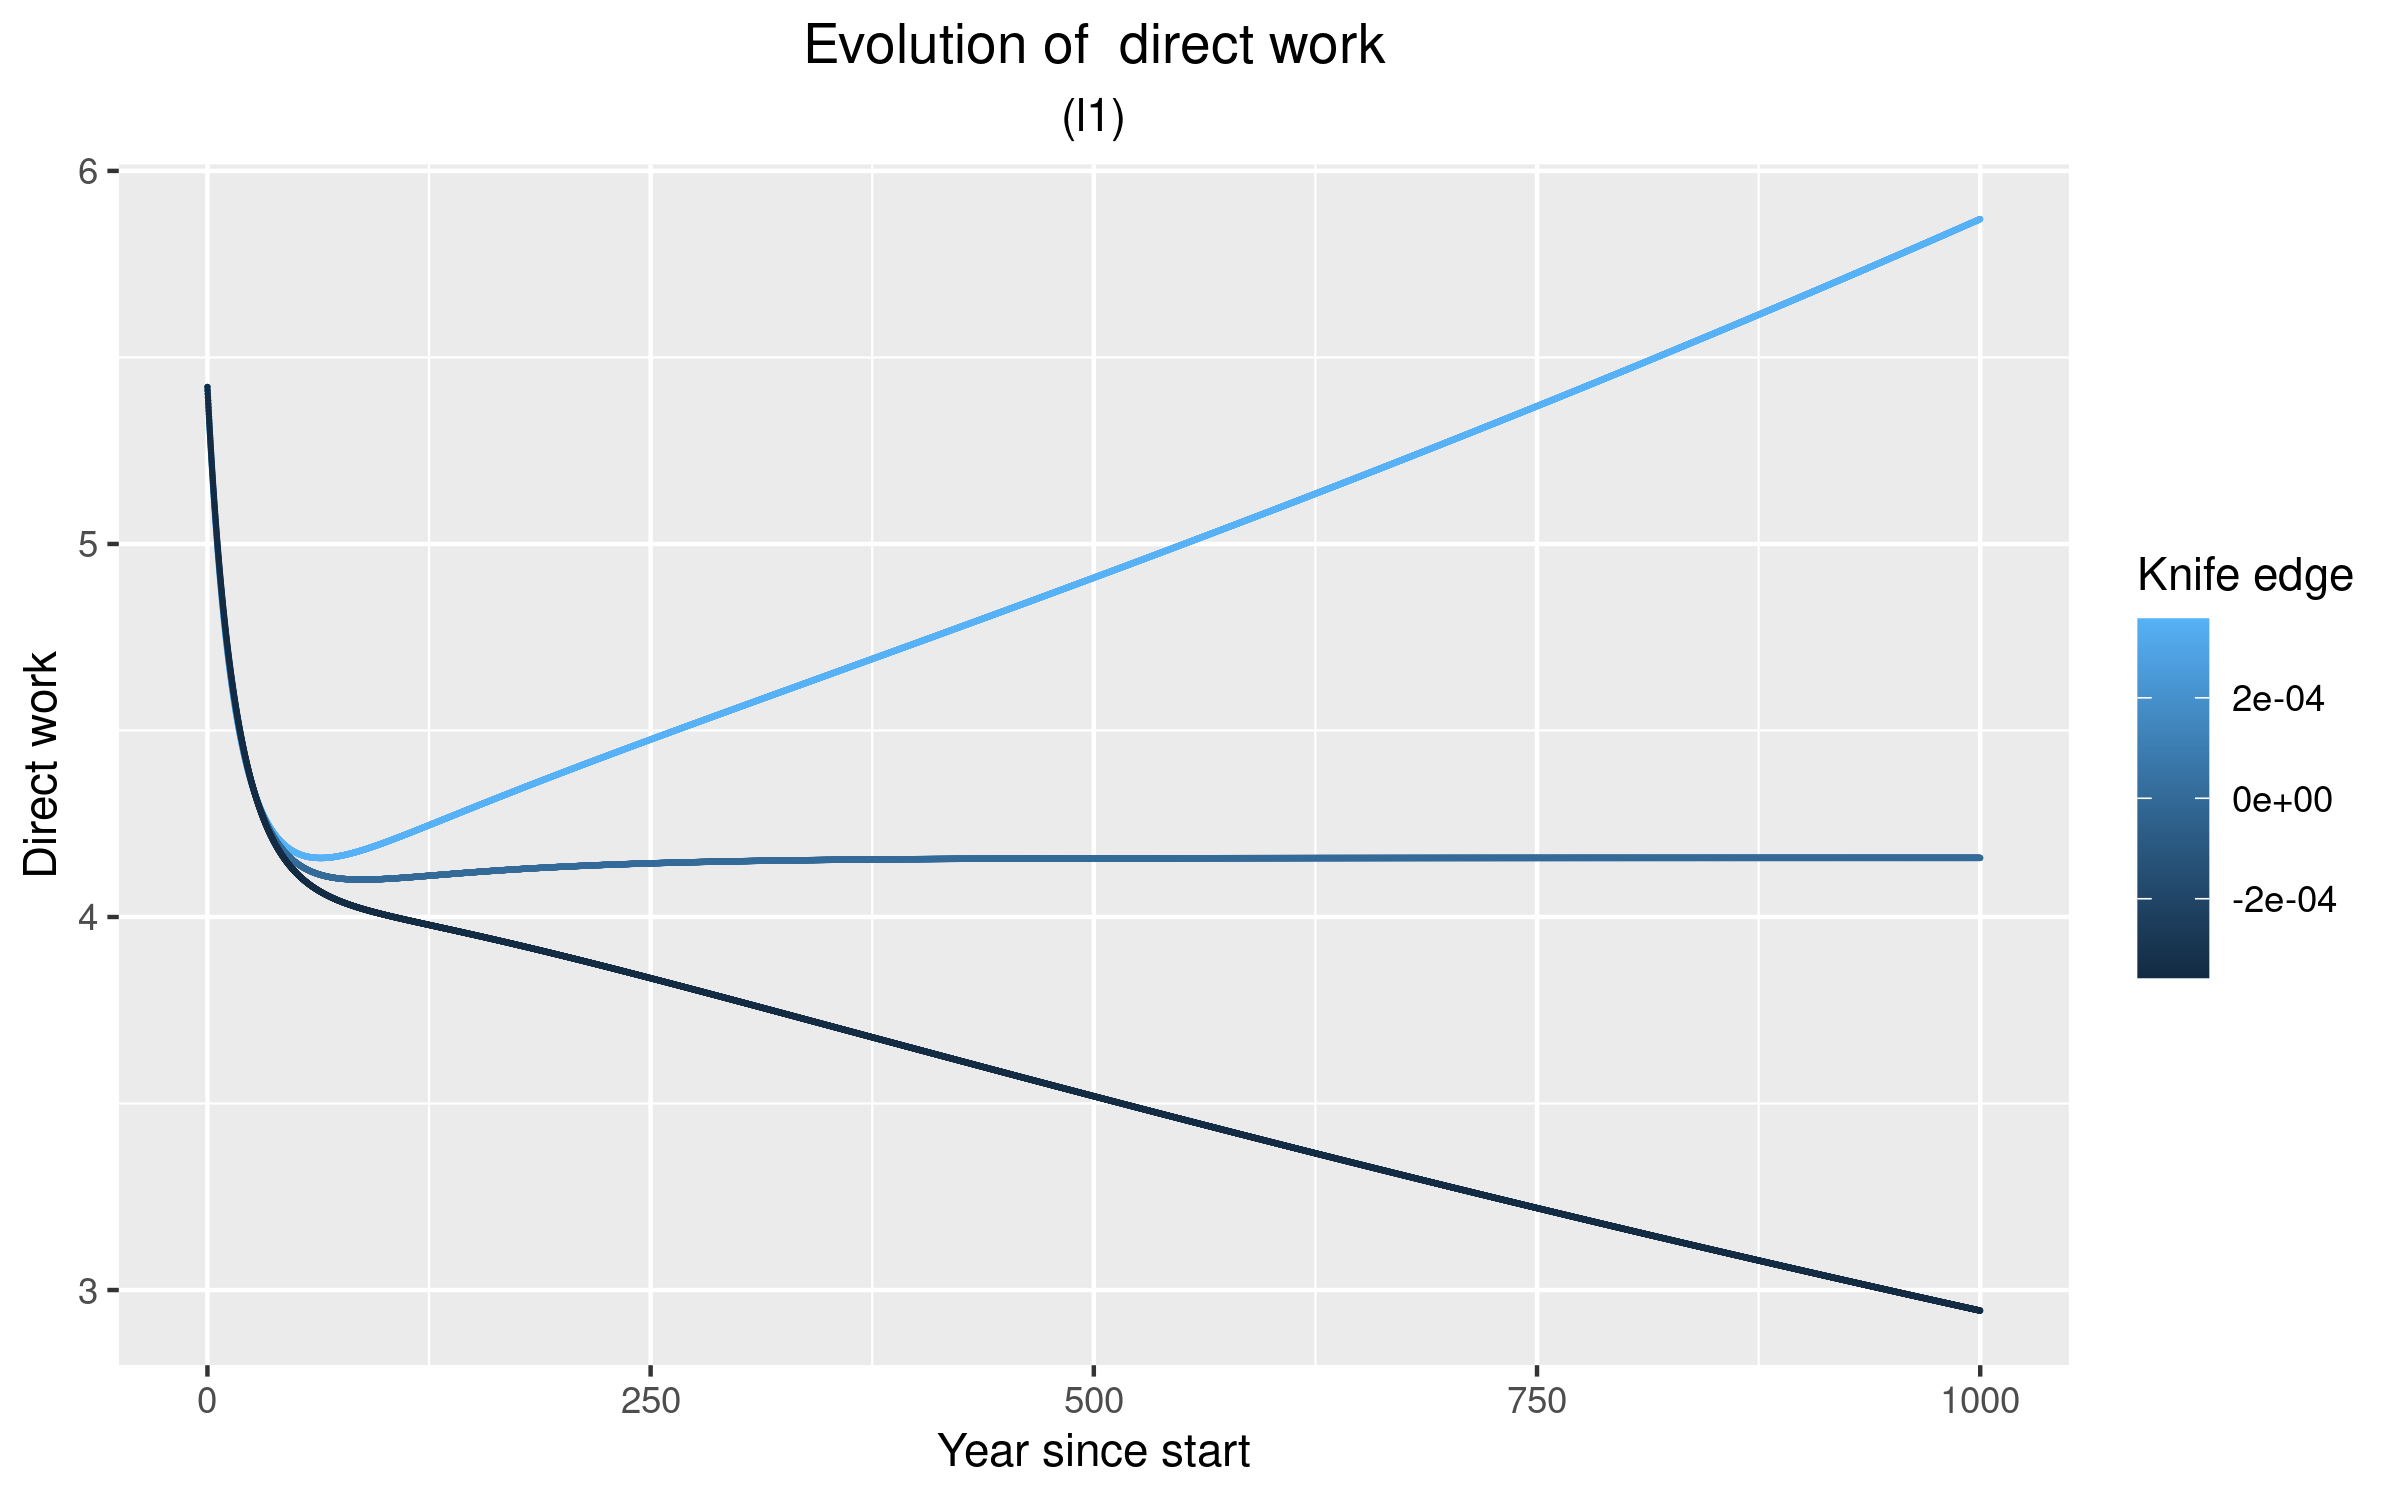 Evolution of  direct work
(l1)
6
5
4
3
Direct work
0
250
500
750
1000
Year since start
Knife edge
2e-04
0e+00
-2e-04